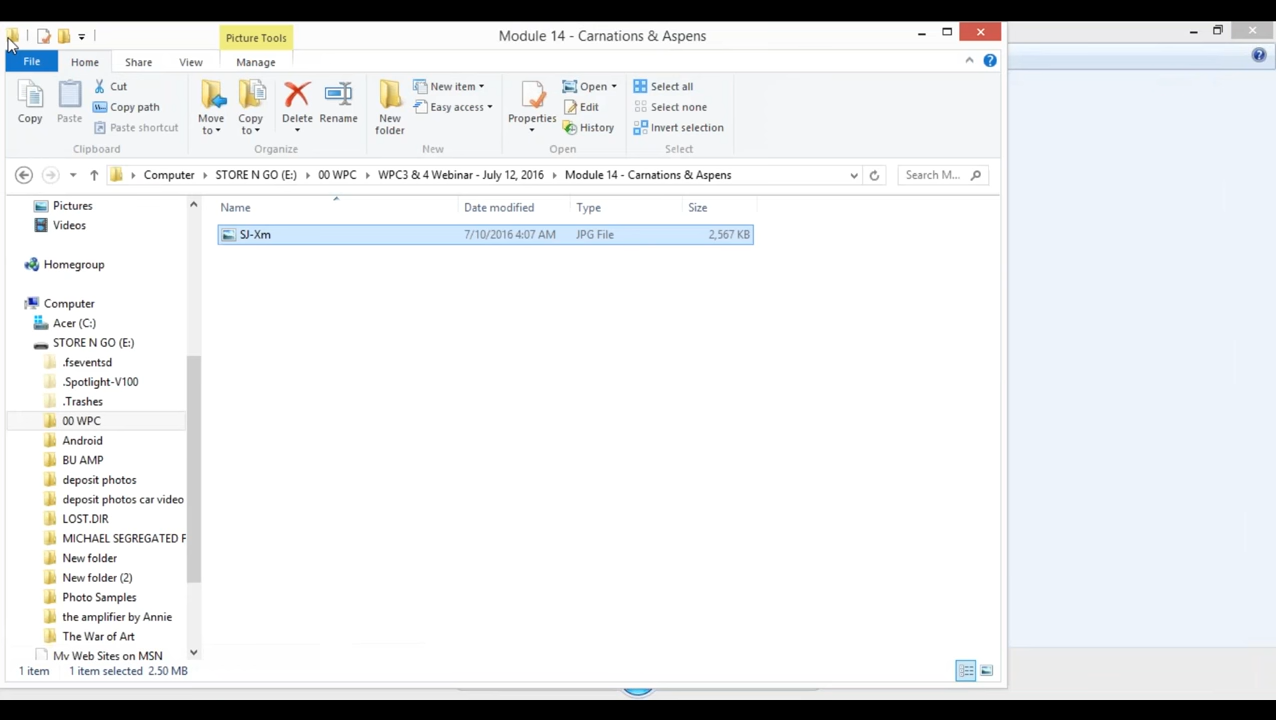 Picture Tools
Module 14 - Carnations & Aspens
File Home Share View Manage
Copy
Paste
Cut
Copy path
Paste shortcut
Clipboard
Move to
Copy to
Delete
Rename
Organize
New folder
New item
Easy access
New
Properties
Open
Edit
History
Open
Select all
Select none
Invert selection
Select
Computer STORE N GO (E:) 00 WPC WPC3 & 4 Webinar - July 12, 2016 Module 14 - Carnations & Aspens
Search M...
Name Date modified Type Size
SJ-Xm 7/10/2016 4:07 AM JPG File 2,567 KB
Pictures
Videos
Homegroup
Computer
Acer (C:)
STORE N GO (E:)
.fseventsd
.Spotlight-V100
.Trashes
00 WPC
Android
BU AMP
deposit photos
deposit photos car video
LOST.DIR
MICHAEL SEGREGATED F
New folder
New folder (2)
Photo Samples
the amplifier by Annie
The War of Art
My Web Sites on MSN
1 item 1 item selected 2.50 MB